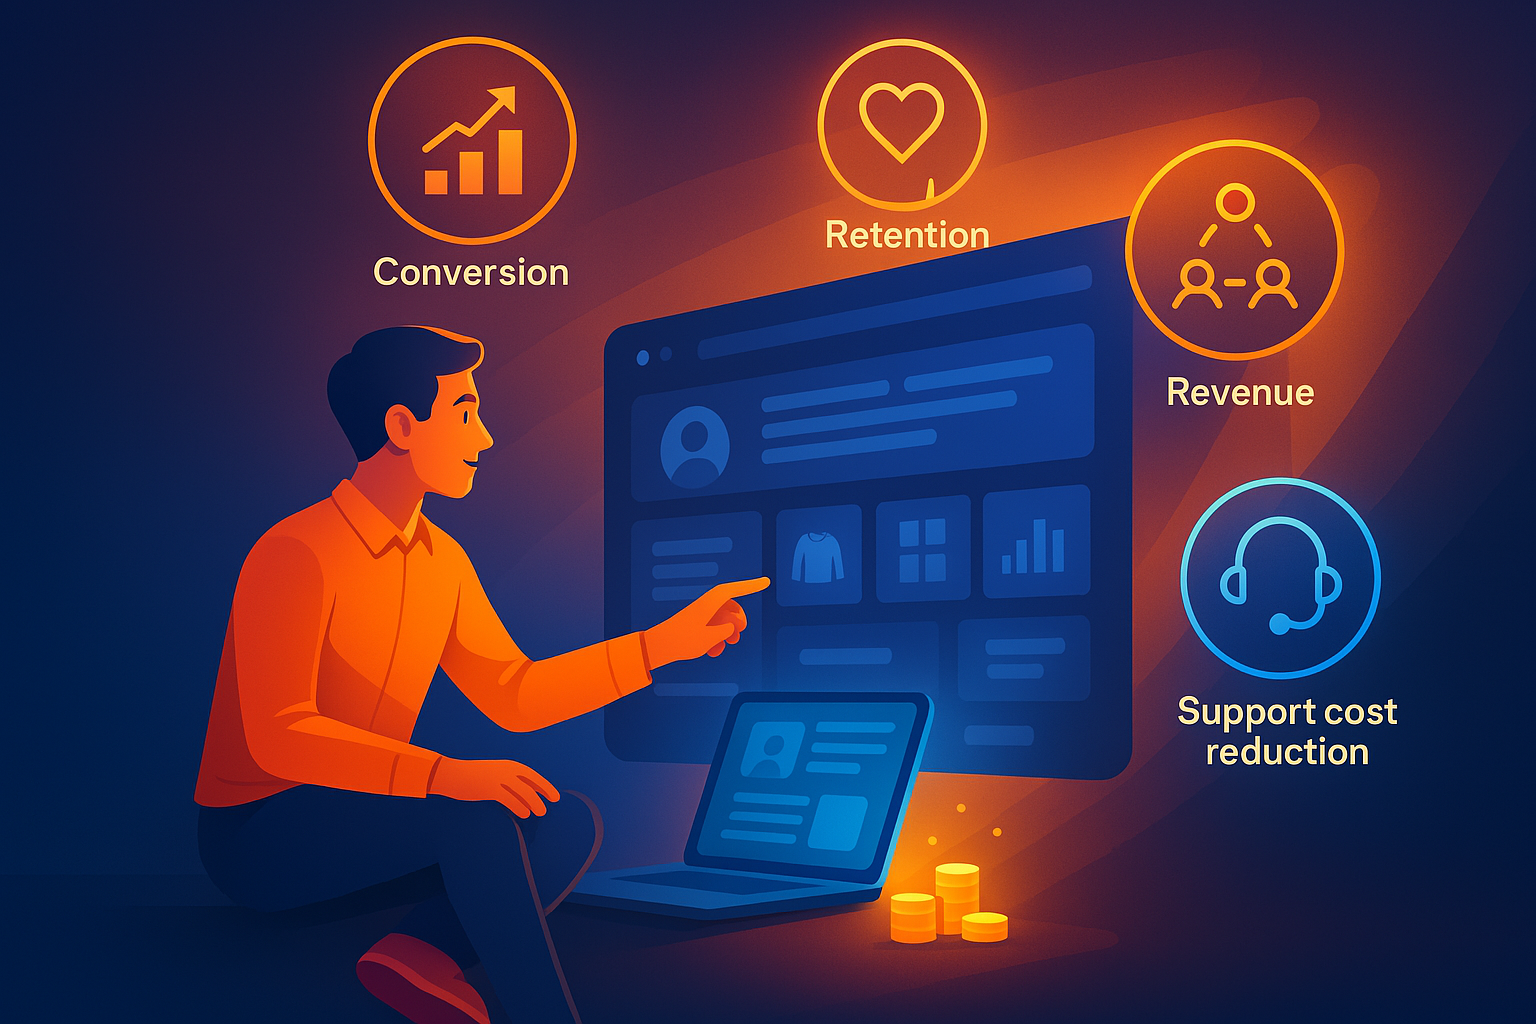 Conversion
Retention
Revenue
Support cost
reduction